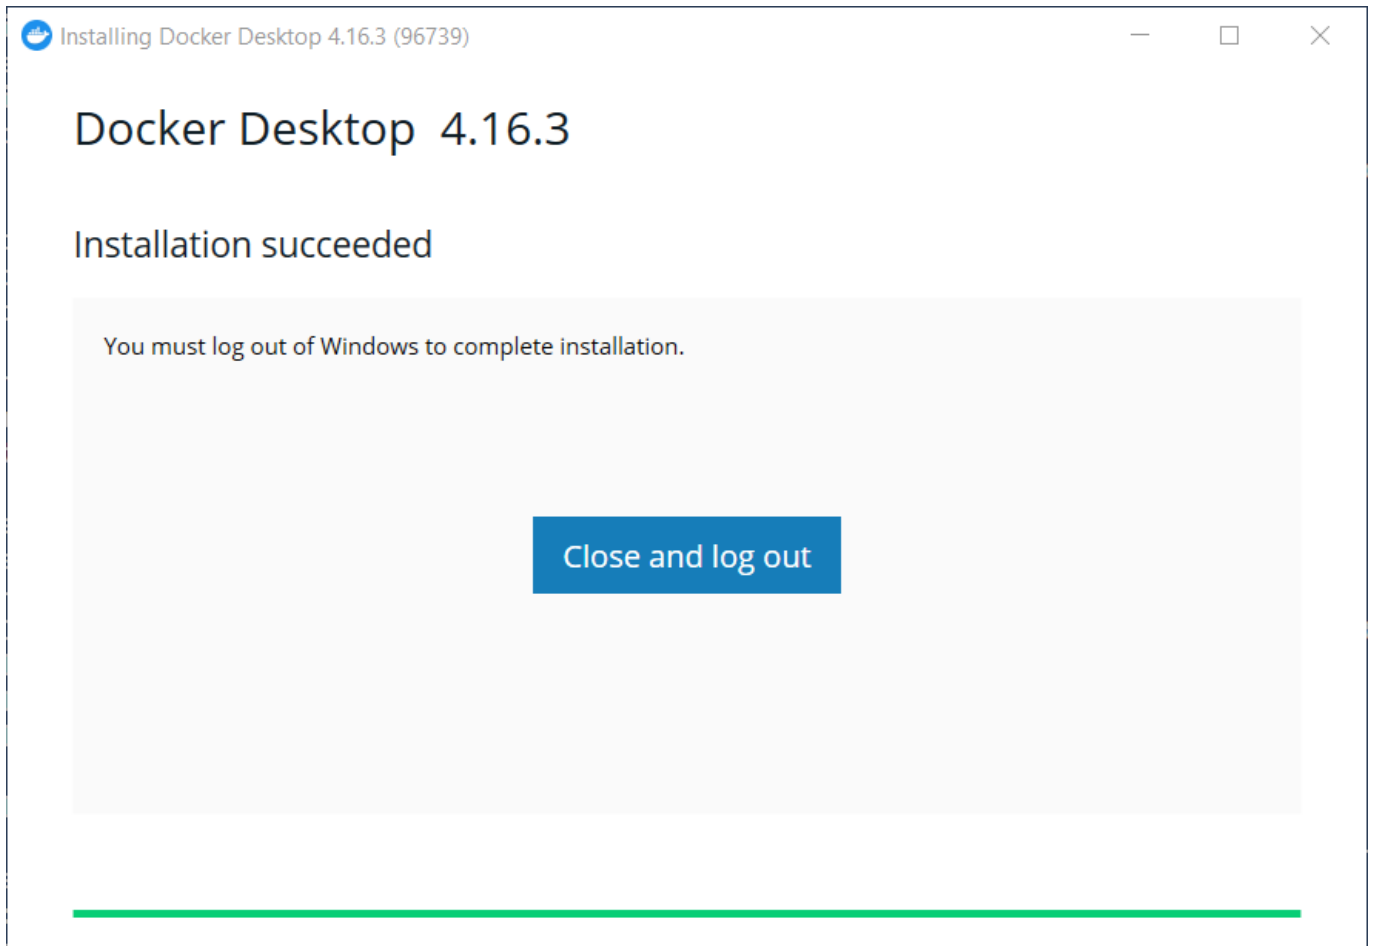 Installing Docker Desktop 4.16.3 (96739)
Docker Desktop 4.16.3
Installation succeeded
You must log out of Windows to complete installation.
Close and log out